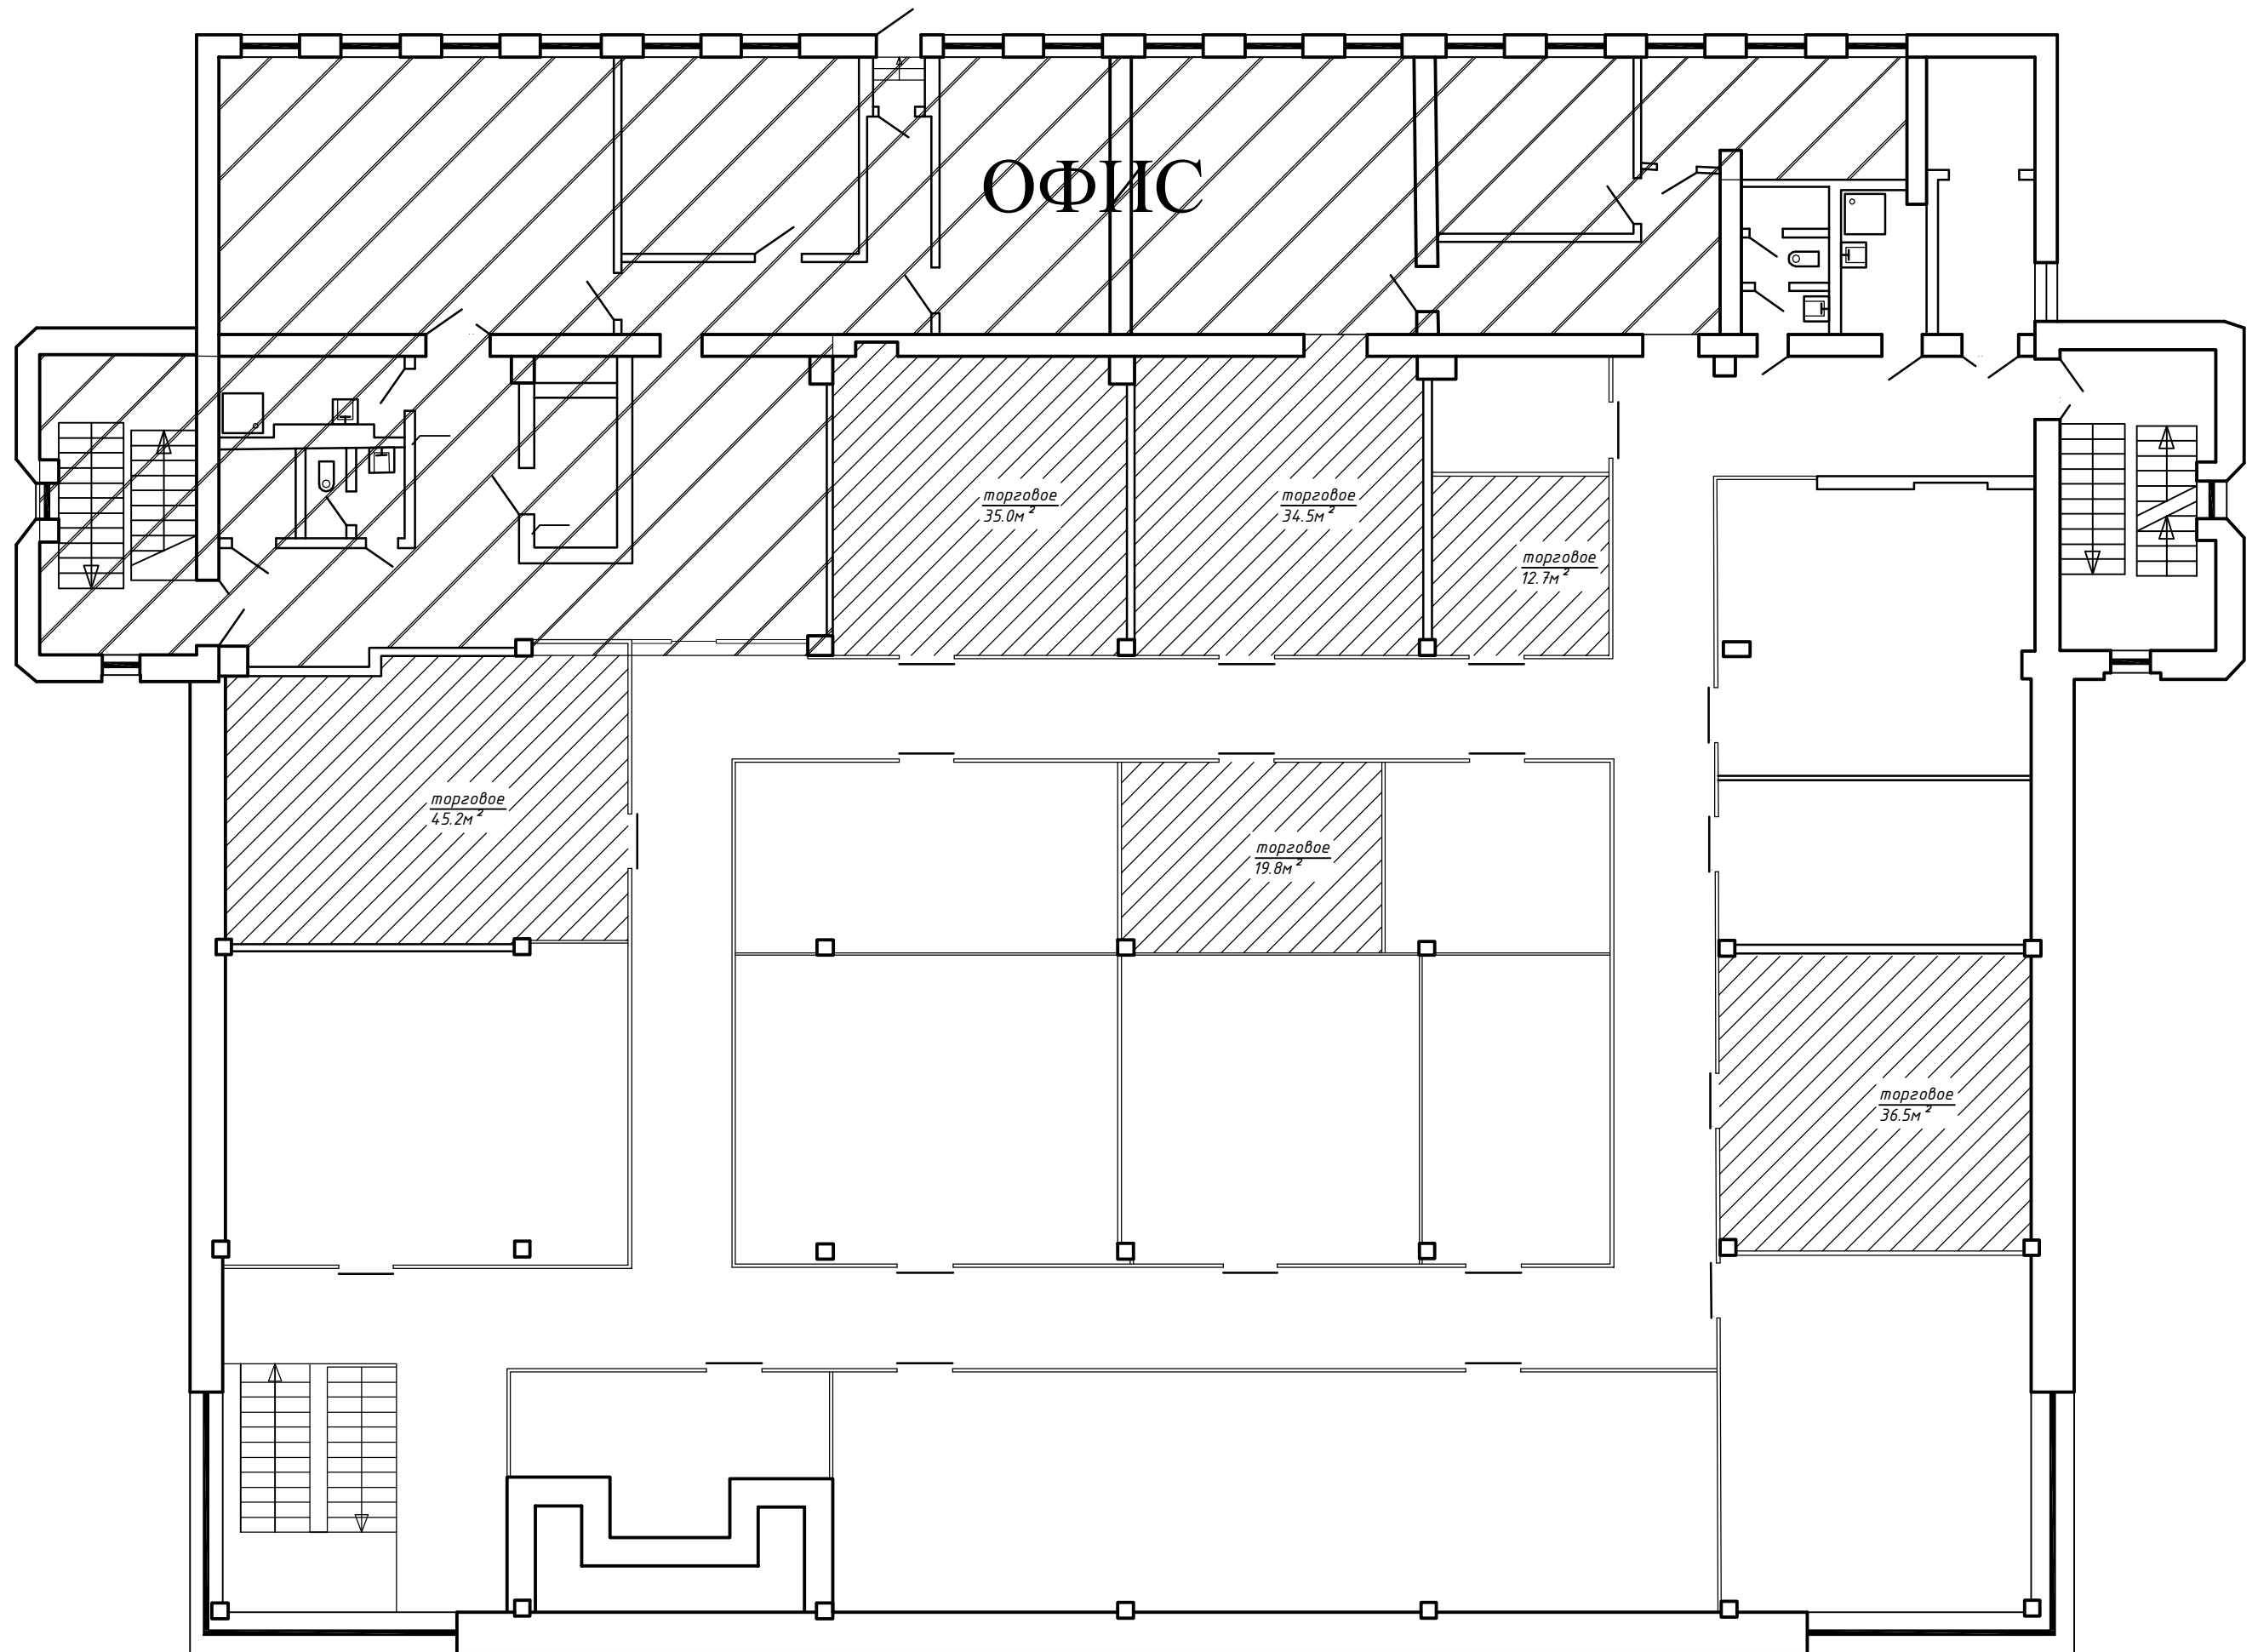 ОФИС
торговое
35.0м²
торговое
34.5м²
торговое
12.7м²
торговое
45.2м²
торговое
19.8м²
торговое
36.5м²